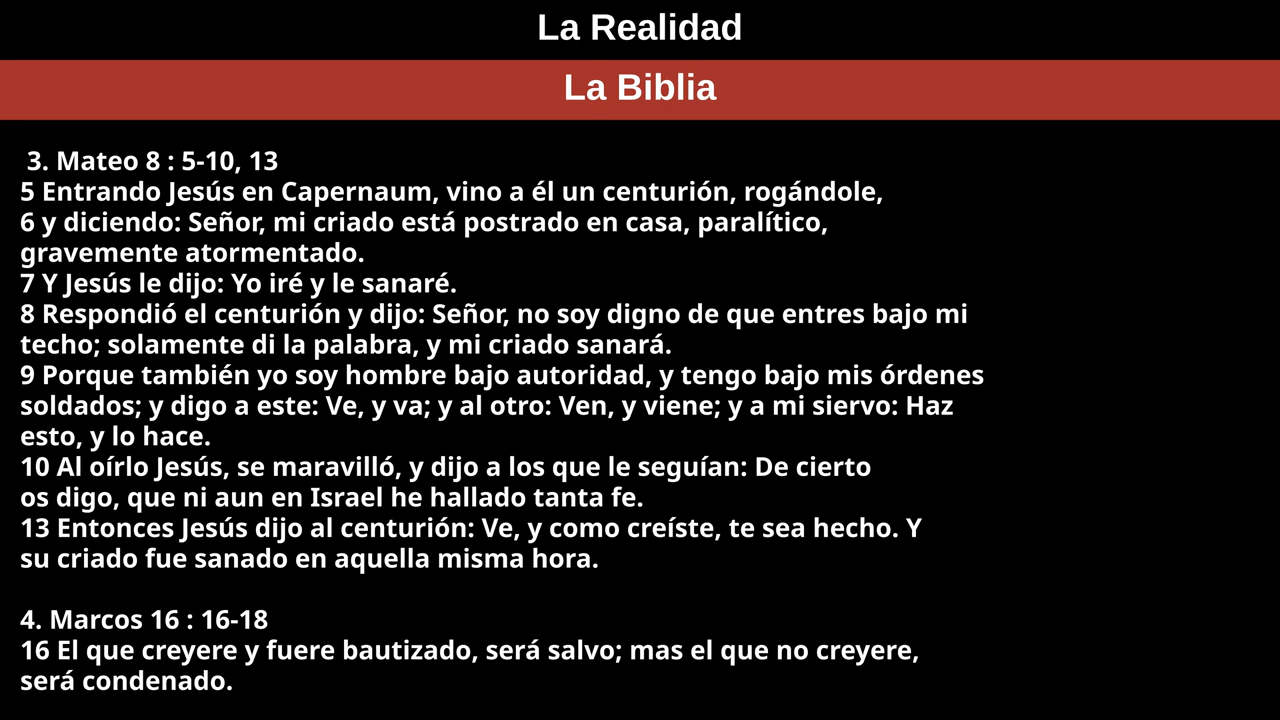 La Realidad
La Biblia
3. Mateo 8 : 5-10, 13
5 Entrando Jesús en Capernaum, vino a él un centurión, rogándole,
6 y diciendo: Señor, mi criado está postrado en casa, paralítico,
gravemente atormentado.
7 Y Jesús le dijo: Yo iré y le sanaré.
8 Respondió el centurión y dijo: Señor, no soy digno de que entres bajo mi
techo; solamente di la palabra, y mi criado sanará.
9 Porque también yo soy hombre bajo autoridad, y tengo bajo mis órdenes
soldados; y digo a este: Ve, y va; y al otro: Ven, y viene; y a mi siervo: Haz
esto, y lo hace.
10 Al oírlo Jesús, se maravilló, y dijo a los que le seguían: De cierto
os digo, que ni aun en Israel he hallado tanta fe.
13 Entonces Jesús dijo al centurión: Ve, y como creíste, te sea hecho. Y
su criado fue sanado en aquella misma hora.
4. Marcos 16 : 16-18
16 El que creyere y fuere bautizado, será salvo; mas el que no creyere,
será condenado.